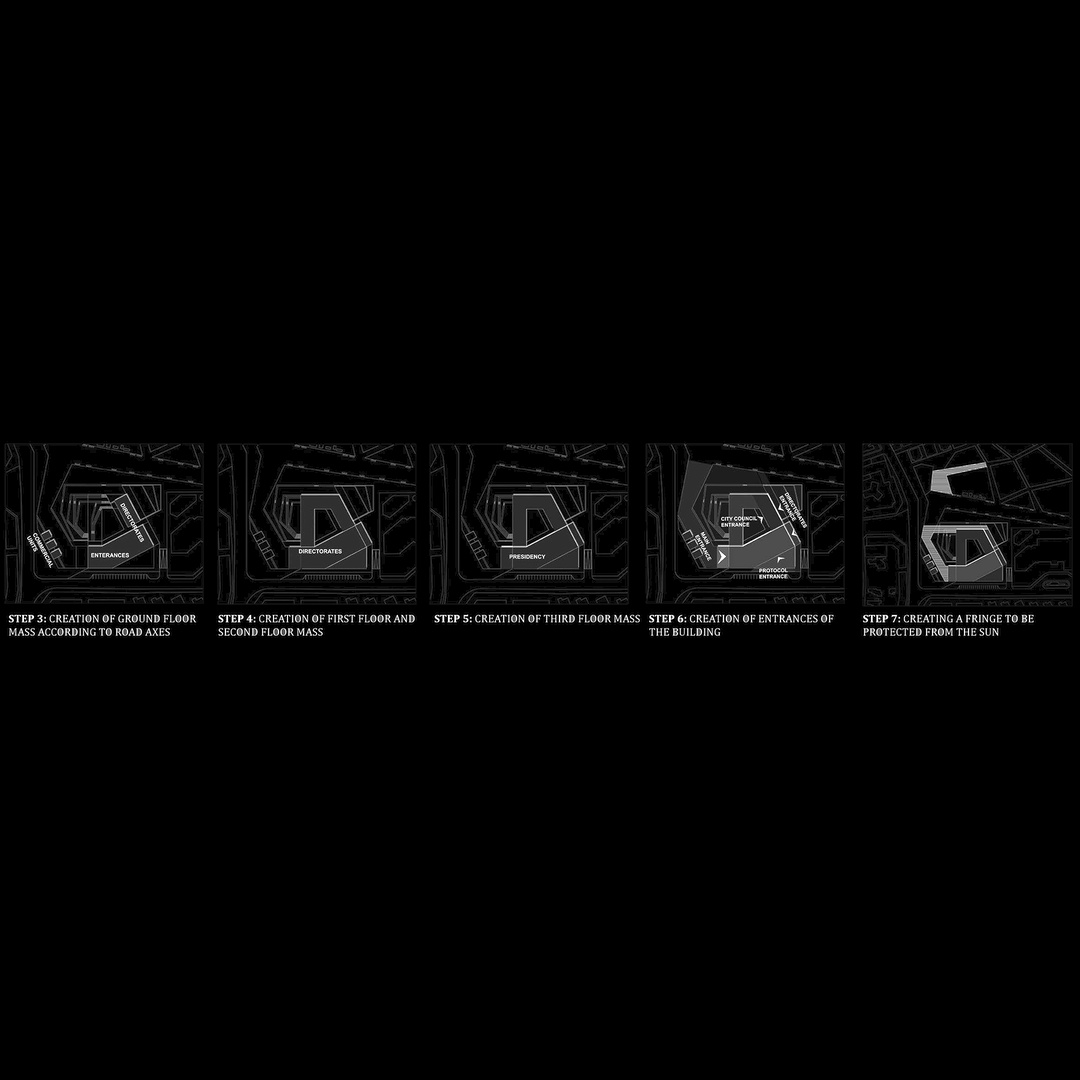 COMMERCIAL
UNITS
DIRECTORATES
ENTERANCES
STEP 3: CREATION OF GROUND FLOOR
MASS ACCORDING TO ROAD AXES
DIRECTORATES
STEP 4: CREATION OF FIRST FLOOR AND
SECOND FLOOR MASS
PRESIDENCY
STEP 5: CREATION OF THIRD FLOOR MASS
DIRECTORATES
ENTRANCE
CITY COUNCIL
ENTRANCE
MAIN
ENTRANCE
PROTOCOL
ENTRANCE
STEP 6: CREATION OF ENTRANCES OF
THE BUILDING
STEP 7: CREATING A FRINGE TO BE
PROTECTED FROM THE SUN